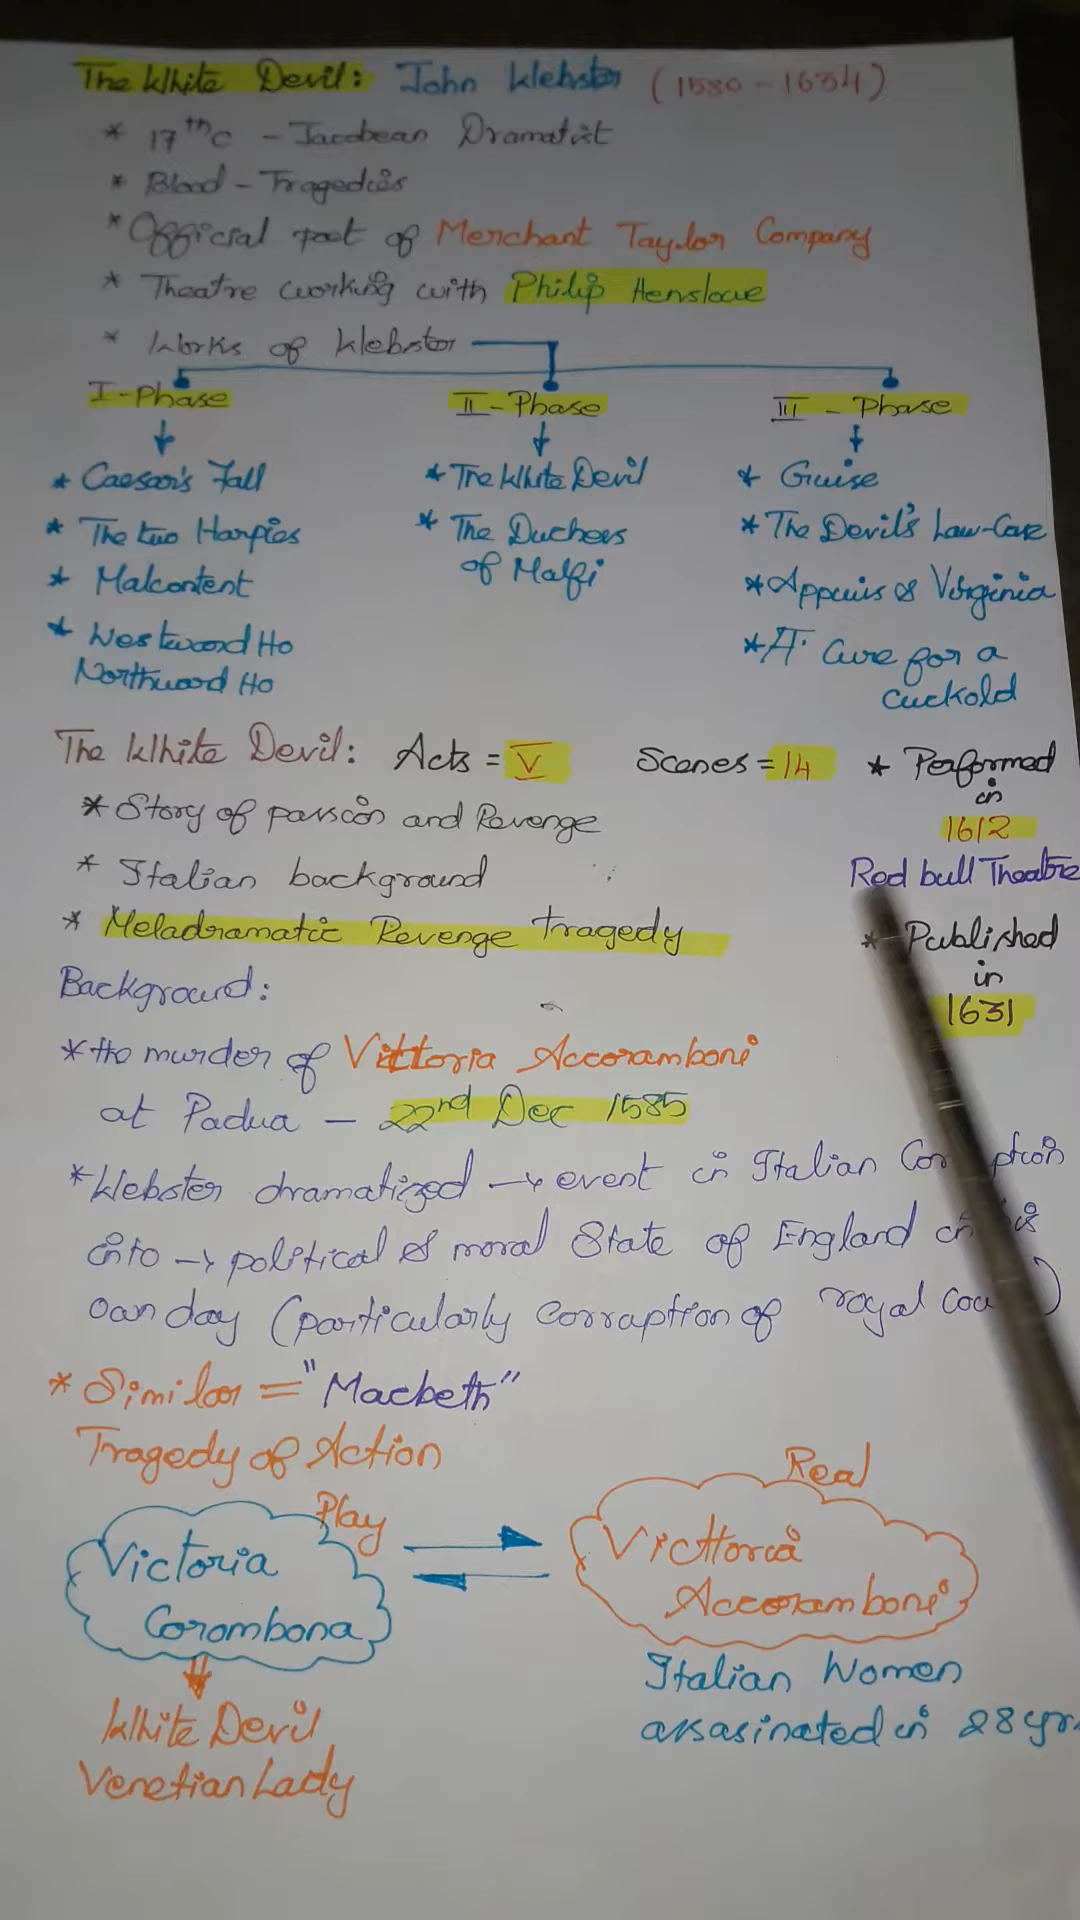 The White Devil: John Webster (1580-1634)
* 17th C - Jacobean Dramatist
* Blood - Tragedies
* Official poet of Merchant Taylor Company
* Theatre working with Philip Henslowe
* Works of Webster
I-Phase
II-Phase
III-Phase
* Caesar's Fall
* The two Harpies
* Malcontent
* Westward Ho
Northward Ho
* The White Devil
* The Duchess
of Malfi
* Guise
* The Devil's Law-Case
* Appius & Virginia
* A Cure for a
cuckold
The White Devil: Acts = V Scenes = 14
* Story of passion and Revenge
* Italian background
* Meladramatic Revenge tragedy
* Performed
in
1612
Red bull Theatre
* Published
in
1631
Background:
* the murder of Vittoria Accoramboni
at Padua - 22nd Dec 1585
* Webster dramatized → event in Italian
into → political & moral State of England
own day (particularly corruption of royal
* Similar = "Macbeth"
Tragedy of Action
Play
Victoria
Corombona
White Devil
Venetian Lady
Real
Victtoria
Accoramboni
Italian Women
assasinated in 28 yr